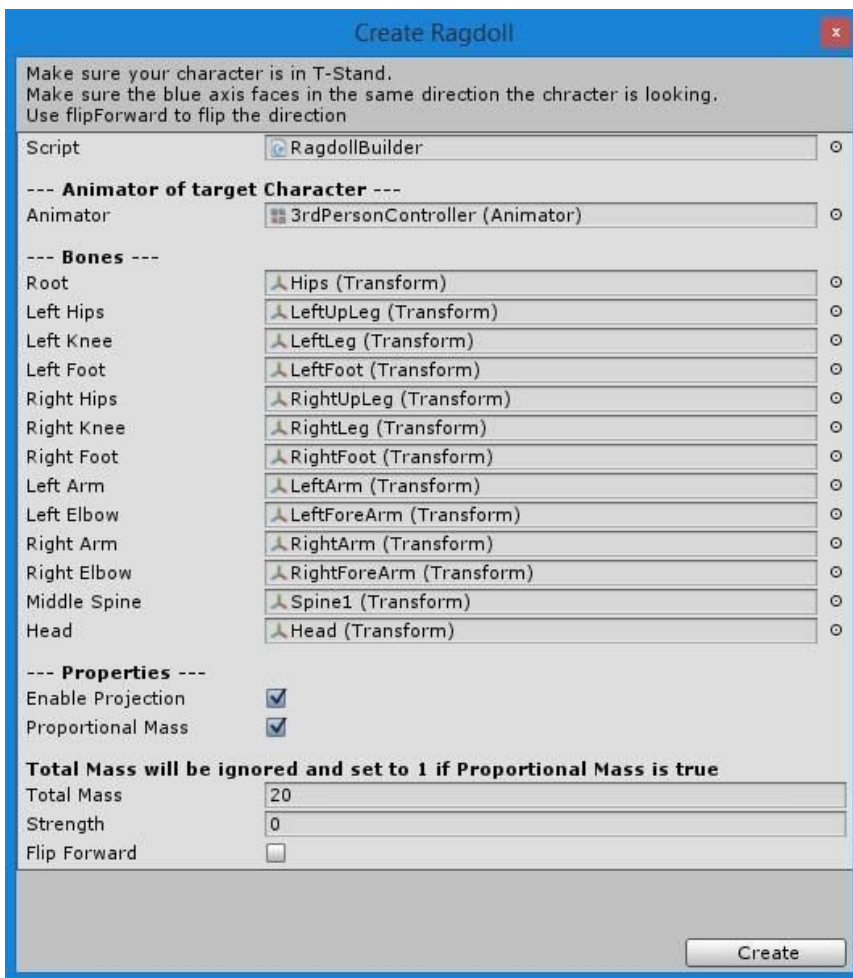 Create Ragdoll
x
Make sure your character is in T-Stand.
Make sure the blue axis faces in the same direction the chracter is looking.
Use flipForward to flip the direction
Script RagdollBuilder
--- Animator of target Character ---
Animator 3rdPersonController (Animator)
--- Bones ---
Root Hips (Transform)
Left Hips LeftUpLeg (Transform)
Left Knee LeftLeg (Transform)
Left Foot LeftFoot (Transform)
Right Hips RightUpLeg (Transform)
Right Knee RightLeg (Transform)
Right Foot RightFoot (Transform)
Left Arm LeftArm (Transform)
Left Elbow LeftForeArm (Transform)
Right Arm RightArm (Transform)
Right Elbow RightForeArm (Transform)
Middle Spine Spine1 (Transform)
Head Head (Transform)
--- Properties ---
Enable Projection
Proportional Mass
Total Mass will be ignored and set to 1 if Proportional Mass is true
Total Mass 20
Strength 0
Flip Forward
Create